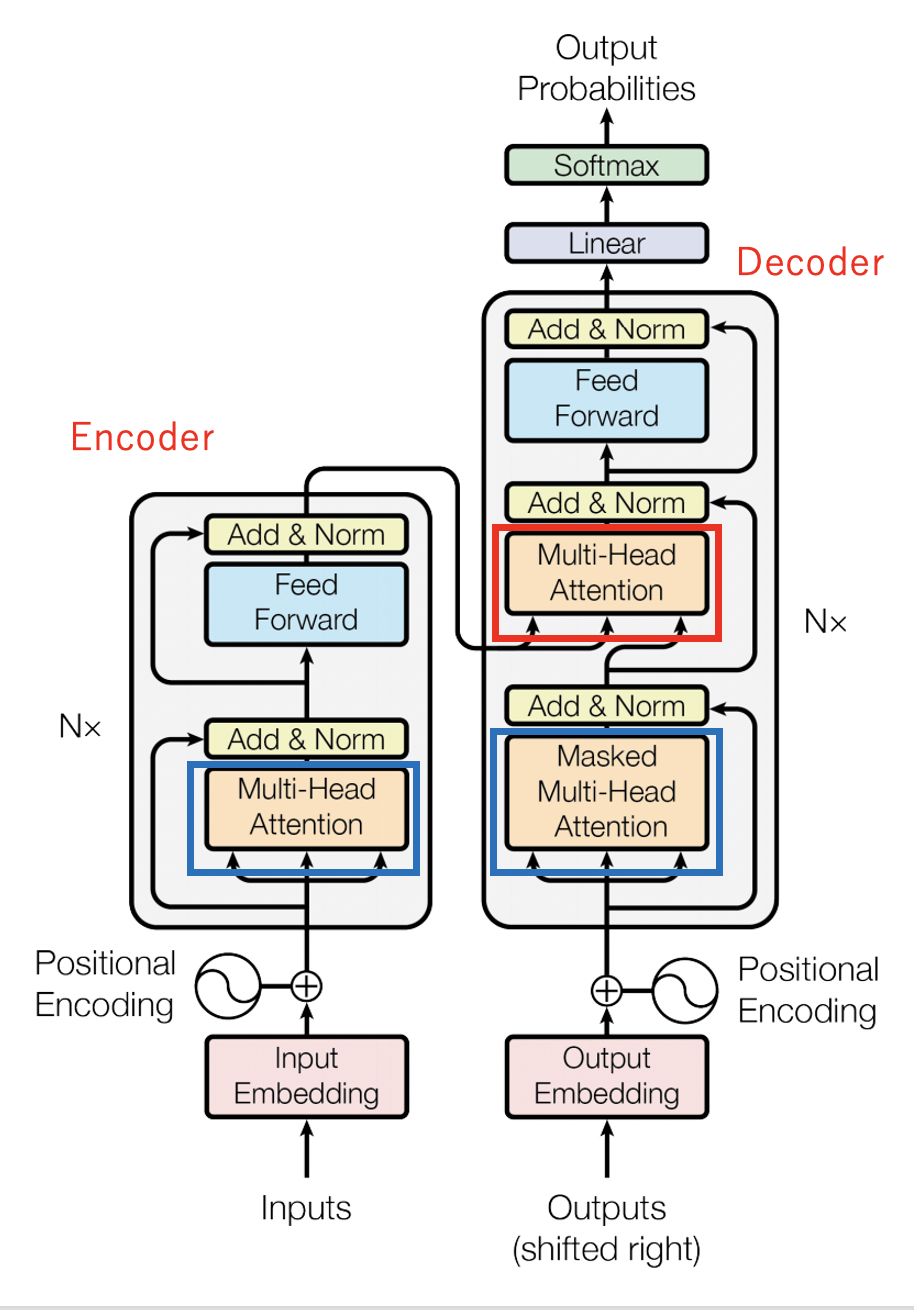 Output
Probabilities
Softmax
Linear
Decoder
Add & Norm
Feed
Forward
Add & Norm
Multi-Head
Attention
N×
Add & Norm
Masked
Multi-Head
Attention
Encoder
Add & Norm
Feed
Forward
N×
Add & Norm
Multi-Head
Attention
Positional
Encoding
Positional
Encoding
Input
Embedding
Output
Embedding
Inputs
Outputs
(shifted right)